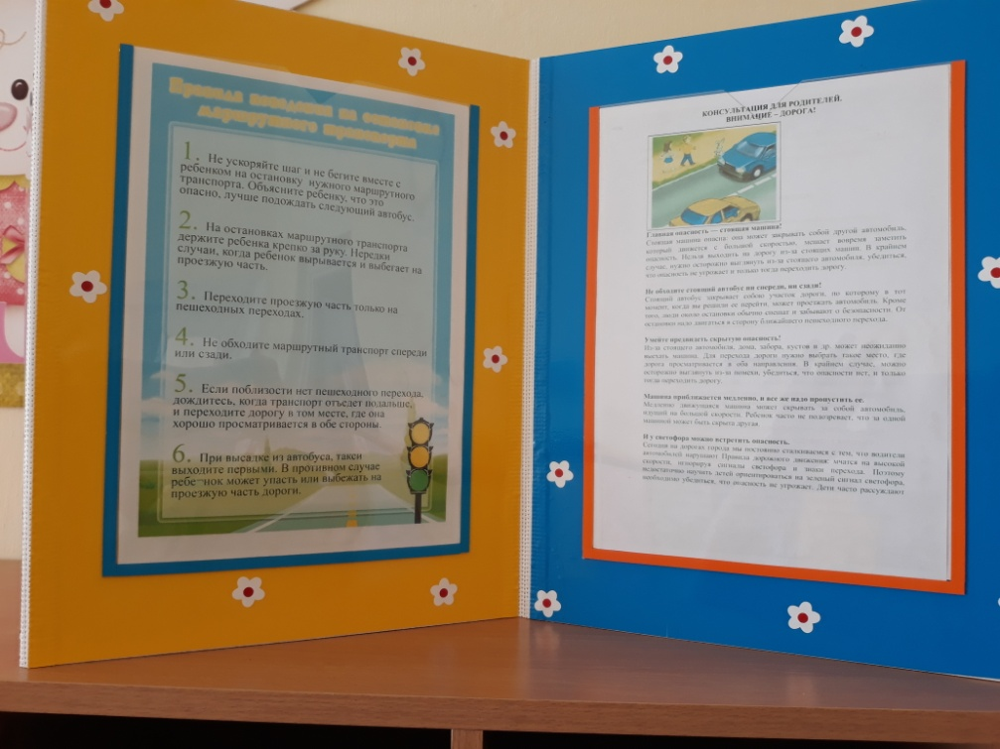 Правила поведения на остановке
маршрутного транспорта
1. Не ускоряйте шаг и не бегите вместе с
ребенком на остановку нужного маршрутного
транспорта. Объясните ребенку, что это
опасно, лучше подождать следующий автобус.
2. На остановках маршрутного транспорта
держите ребенка крепко за руку. Нередки
случаи, когда ребенок вырывается и выбегает на
проезжую часть.
3. Переходите проезжую часть только на
пешеходных переходах.
4. Не обходите маршрутный транспорт спереди
или сзади.
5. Если поблизости нет пешеходного перехода,
дождитесь, когда транспорт отъедет подальше,
и переходите дорогу в том месте, где она
хорошо просматривается в обе стороны.
6. При высадке из автобуса, такси
выходите первыми. В противном случае
ребенок может упасть или выбежать на
проезжую часть дороги.
КОНСУЛЬТАЦИЯ ДЛЯ РОДИТЕЛЕЙ.
ВНИМАНИЕ – ДОРОГА!
Главная опасность — стоящая машина!
Стоящая машина опасна: она может закрывать собой другой автомобиль,
который движется с большой скоростью, мешает вовремя заметить
опасность. Нельзя выходить на дорогу из-за стоящих машин. В крайнем
случае, нужно осторожно выглянуть из-за стоящего автомобиля, убедиться,
что опасность не угрожает и только тогда переходить дорогу.
Не обходите стоящий автобус ни спереди, ни сзади!
Стоящий автобус закрывает собою участок дороги, по которому в тот
момент, когда вы решили ее перейти, может проезжать автомобиль. Кроме
того, люди около остановки обычно спешат и забывают о безопасности. От
остановки надо двигаться в сторону ближайшего пешеходного перехода.
Умейте предвидеть скрытую опасность!
Из-за стоящего автомобиля, дома, забора, кустов и др. может неожиданно
выехать машина. Для перехода дороги нужно выбрать такое место, где
дорога просматривается в оба направления. В крайнем случае, можно
осторожно выглянуть из-за помехи, убедиться, что опасности нет, и только
тогда переходить дорогу.
Машина приближается медленно, и все же надо пропустить ее.
Медленно движущаяся машина может скрывать за собой автомобиль,
идущий на большой скорости. Ребенок часто не подозревает, что за одной
машиной может быть скрыта другая.
И у светофора можно встретить опасность.
Сегодня на дорогах города мы постоянно сталкиваемся с тем, что водители
автомобилей нарушают Правила дорожного движения: мчатся на высокой
скорости, игнорируя сигналы светофора и знаки перехода. Поэтому
недостаточно научить детей ориентироваться на зеленый сигнал светофора,
необходимо убедиться, что опасность не угрожает. Дети часто рассуждают